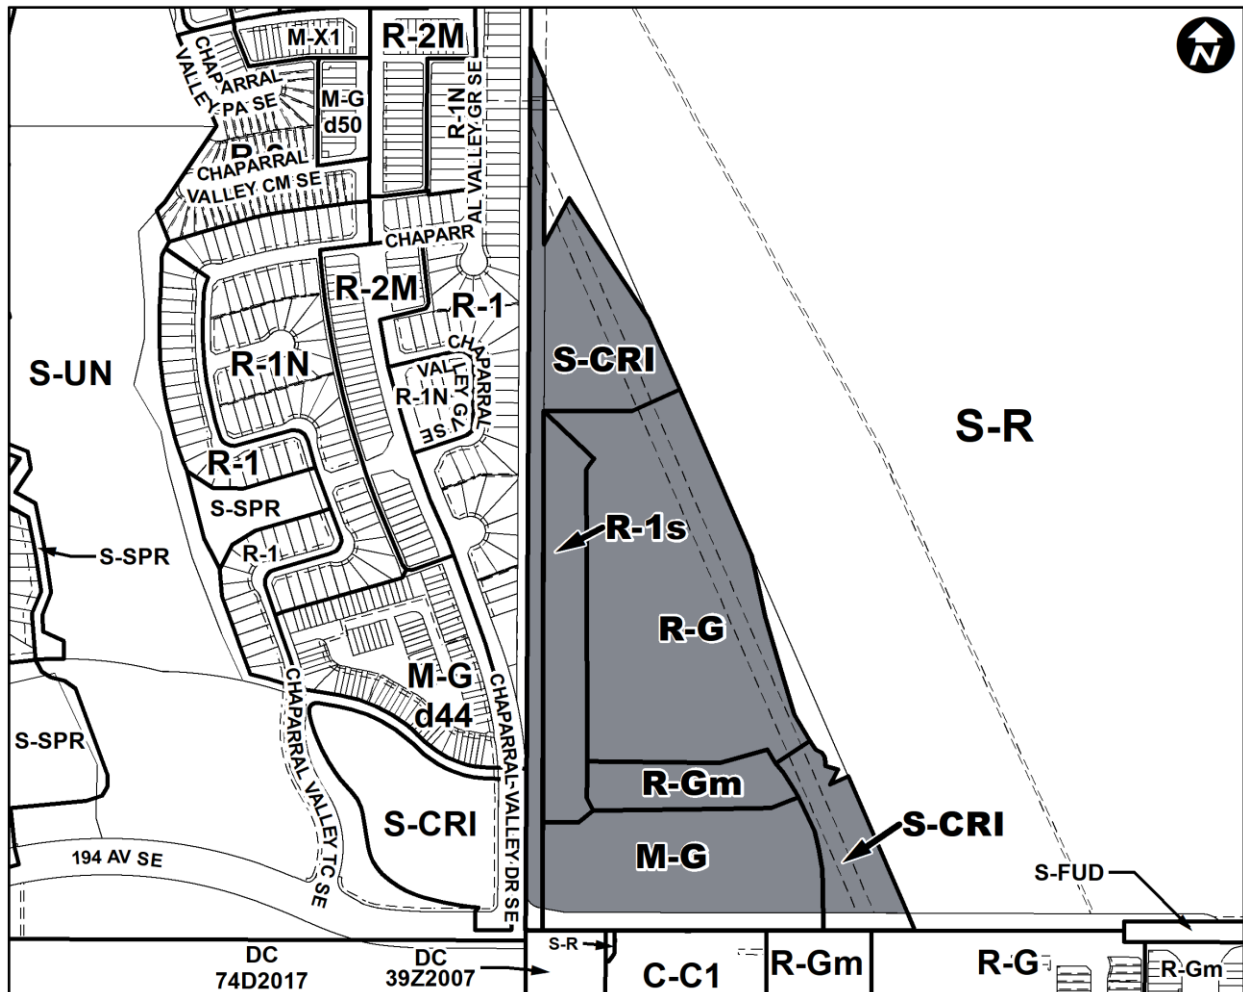 M-X1
R-2M
N
CHAPARRAL
VALLEY
PA SE
M-G
d50
R-1N
AL VALLEY GR SE
CHAPARRAL
VALLEY CM SE
CHAPARR
R-2M
R-1
S-CRI
S-UN
R-1N
CHAPARRAL
VALLEY GV SE
R-1N
S-R
R-1
S-SPR
R-1s
S-SPR
R-1
R-G
M-G
d44
S-SPR
R-Gm
CHAPARRAL VALLEY TC SE
CHAPARRAL VALLEY DR SE
S-CRI
S-CRI
M-G
194 AV SE
S-FUD
DC
74D2017
DC
39Z2007
S-R
C-C1
R-Gm
R-G
R-Gm